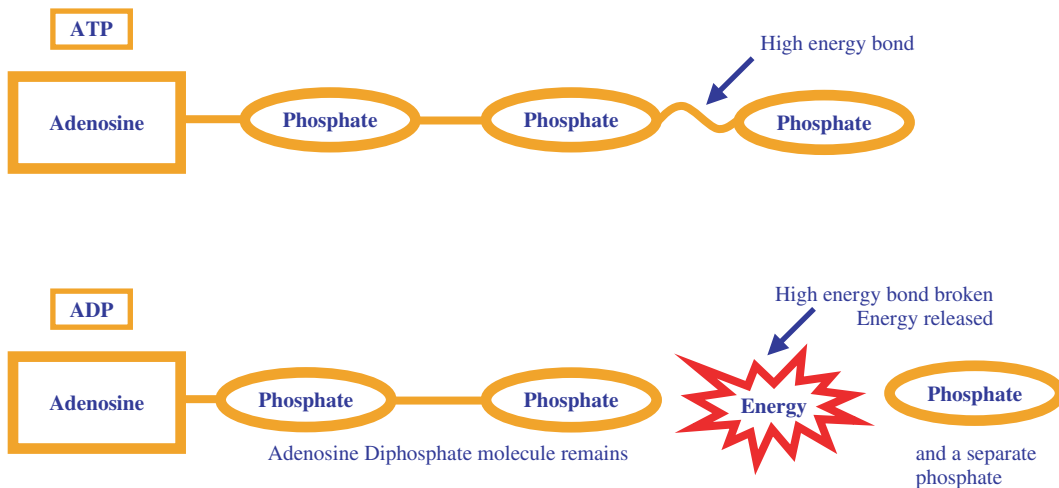 ATP
High energy bond
Adenosine
Phosphate
Phosphate
Phosphate
ADP
High energy bond broken
Energy released
Adenosine
Phosphate
Phosphate
Energy
Phosphate
Adenosine Diphosphate molecule remains
and a separate
phosphate